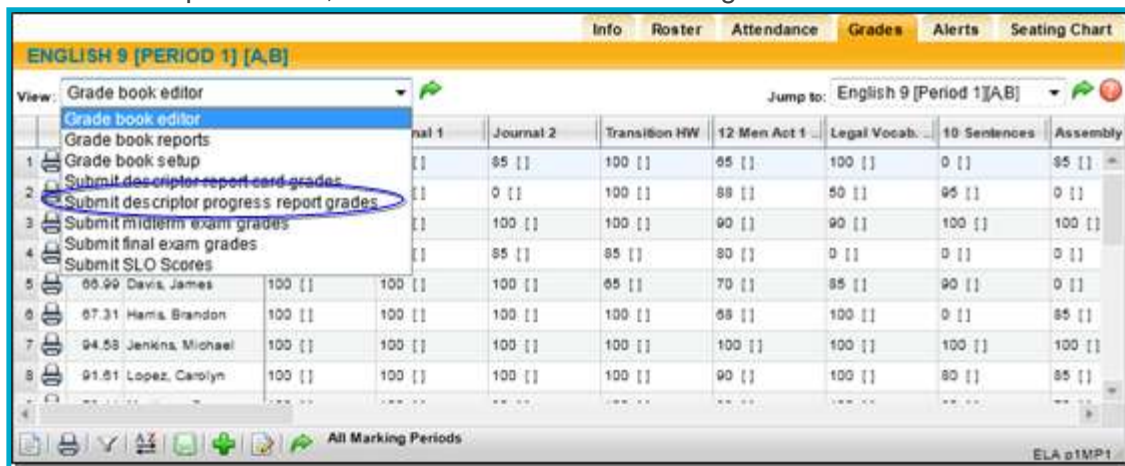 Info Roster Attendance Grades Alerts Seating Chart
ENGLISH 9 [PERIOD 1] [A,B]
View: Grade book editor Jump to: English 9 [Period 1][A,B]
Grade book editor
Grade book reports
Grade book setup
Submit descriptor report card grades
Submit descriptor progress report grades
Submit midterm exam grades
Submit final exam grades
Submit SLO Scores
nal 1 Journal 2 Transition HW 12 Men Act 1 .. Legal Vocab. .. 10 Sentences Assembly
1 [] 85 [] 100 [] 65 [] 100 [] 0 [] 85 []
2 [] 0 [] 100 [] 88 [] 50 [] 95 [] 0 []
3 [] 100 [] 100 [] 90 [] 90 [] 100 [] 100 []
4 [] 85 [] 85 [] 80 [] 0 [] 0 [] 0 []
5 66.99 Davis, James 100 [] 100 [] 100 [] 65 [] 70 [] 85 [] 90 [] 0 []
6 67.31 Harris, Brandon 100 [] 100 [] 100 [] 100 [] 68 [] 100 [] 0 [] 85 []
7 94.58 Jenkins, Michael 100 [] 100 [] 100 [] 100 [] 100 [] 100 [] 100 [] 100 []
8 91.61 Lopez, Carolyn 100 [] 100 [] 100 [] 100 [] 90 [] 100 [] 80 [] 85 []
All Marking Periods
ELA p1MP1